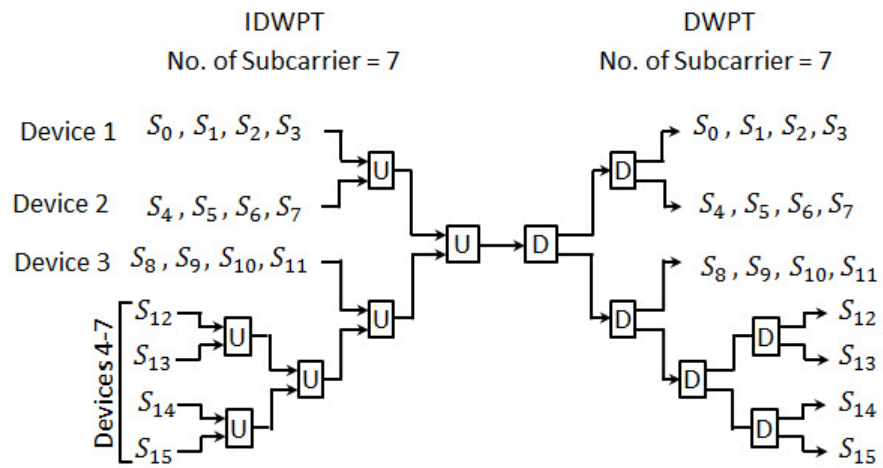 IDWPT
No. of Subcarrier = 7
DWPT
No. of Subcarrier = 7
Device 1 S₀ , S₁, S₂, S₃
S₀ , S₁, S₂, S₃
U
D
Device 2 S₄ , S₅, S₆, S₇
S₄ , S₅, S₆, S₇
U
D
Device 3 S₈ , S₉, S₁₀, S₁₁
S₈ , S₉, S₁₀, S₁₁
U
D
Devices 4-7
S₁₂
S₁₃
S₁₄
S₁₅
U
U
U
D
D
D
S₁₂
S₁₃
S₁₄
S₁₅